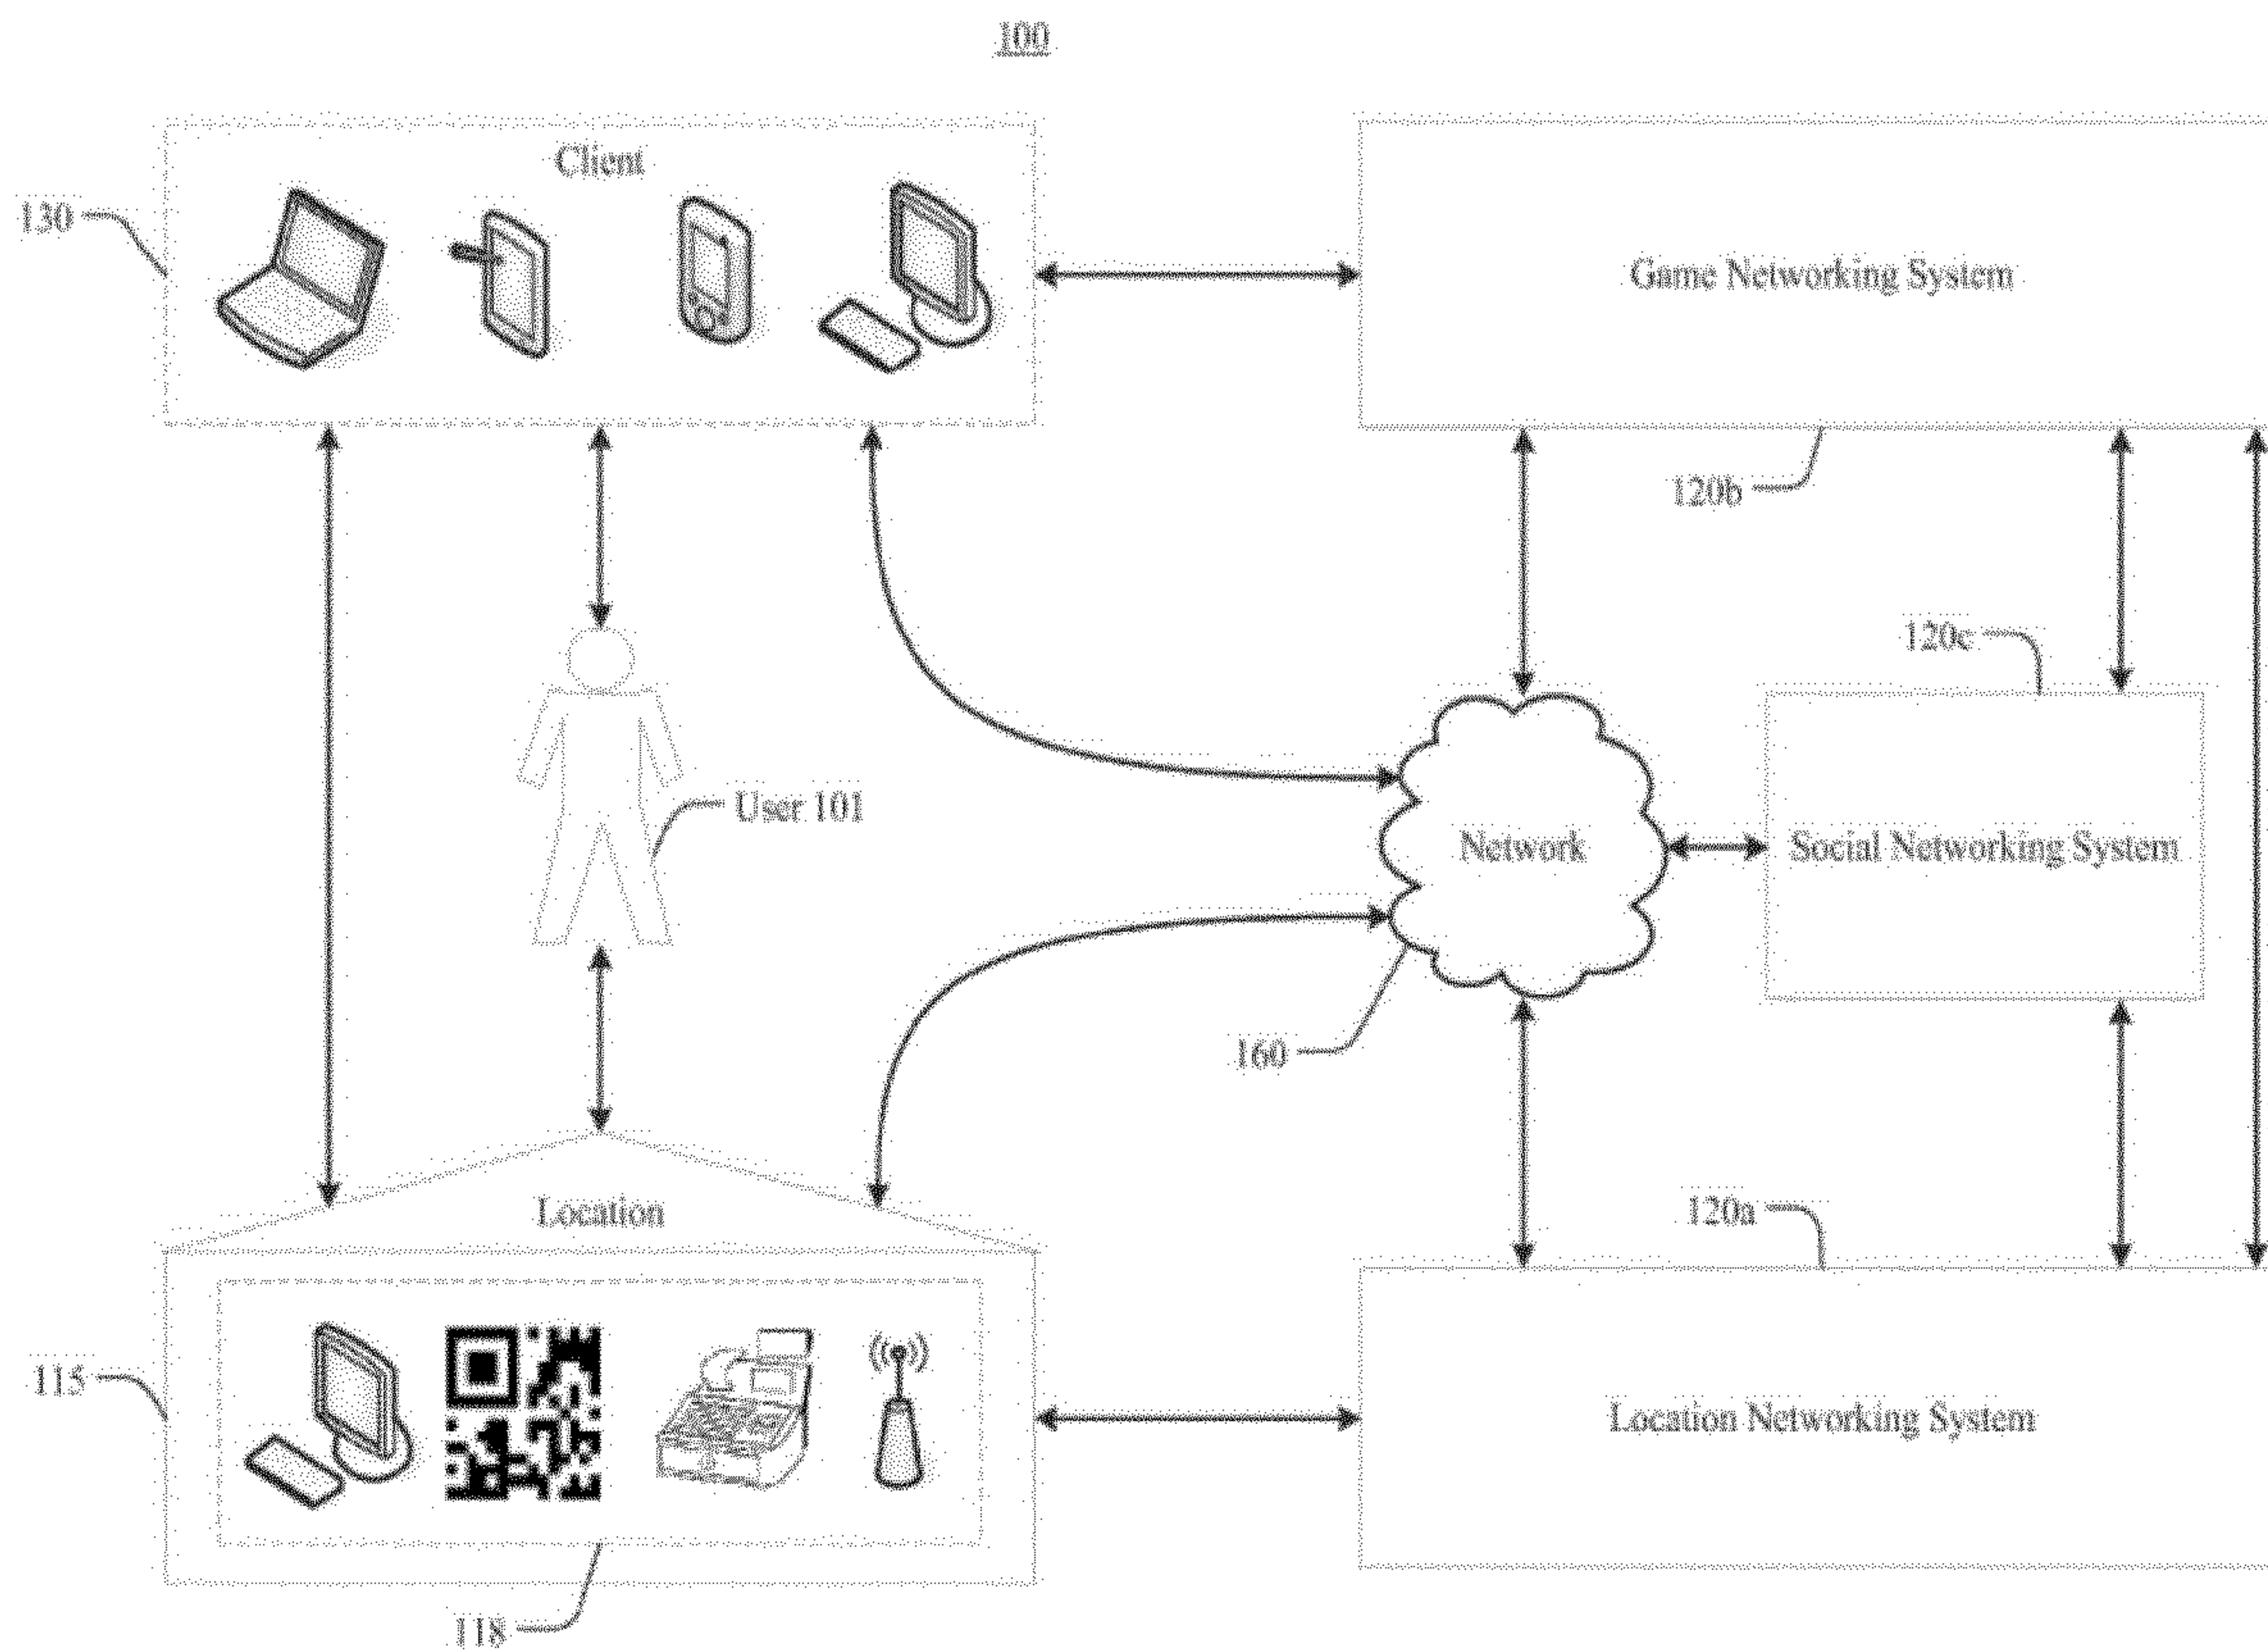 100
Client
130
Game Networking System
120b
120c
User 101
Network
Social Networking System
160
Location
120a
115
Location Networking System
118